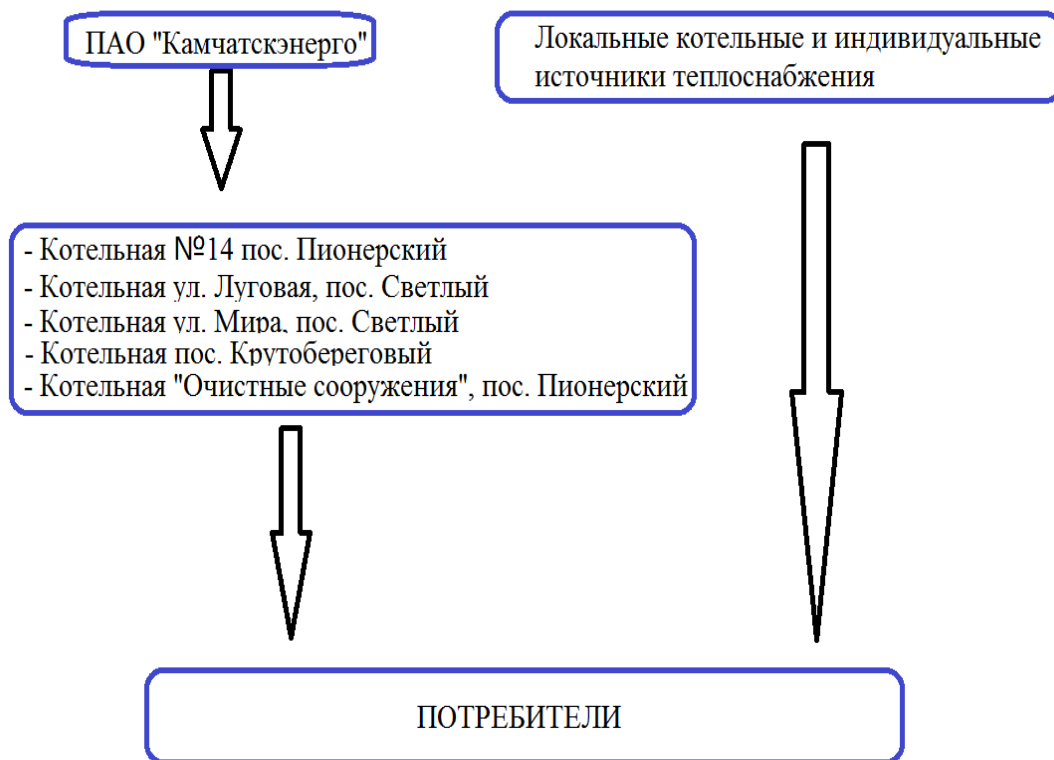 ПАО "Камчатскэнерго"
Локальные котельные и индивидуальные
источники теплоснабжения
- Котельная №14 пос. Пионерский
- Котельная ул. Луговая, пос. Светлый
- Котельная ул. Мира, пос. Светлый
- Котельная пос. Крутобереговый
- Котельная "Очистные сооружения", пос. Пионерский
ПОТРЕБИТЕЛИ